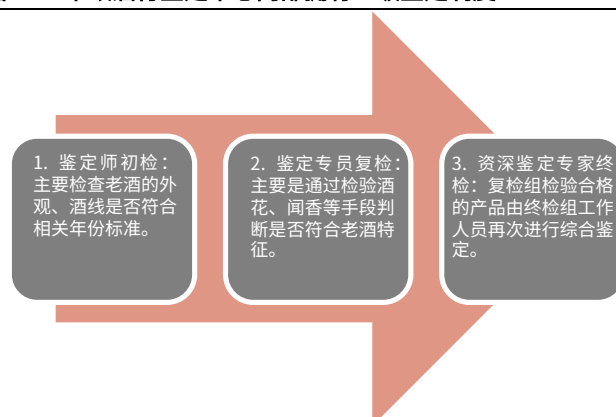 1. 鉴定师初检：
主要检查老酒的外
观、酒线是否符合
相关年份标准。
2. 鉴定专员复检：
主要是通过检验酒
花、闻香等手段判
断是否符合老酒特
征。
3. 资深鉴定专家终
检：复检组检验合格
的产品由终检组工作
人员再次进行综合鉴
定。